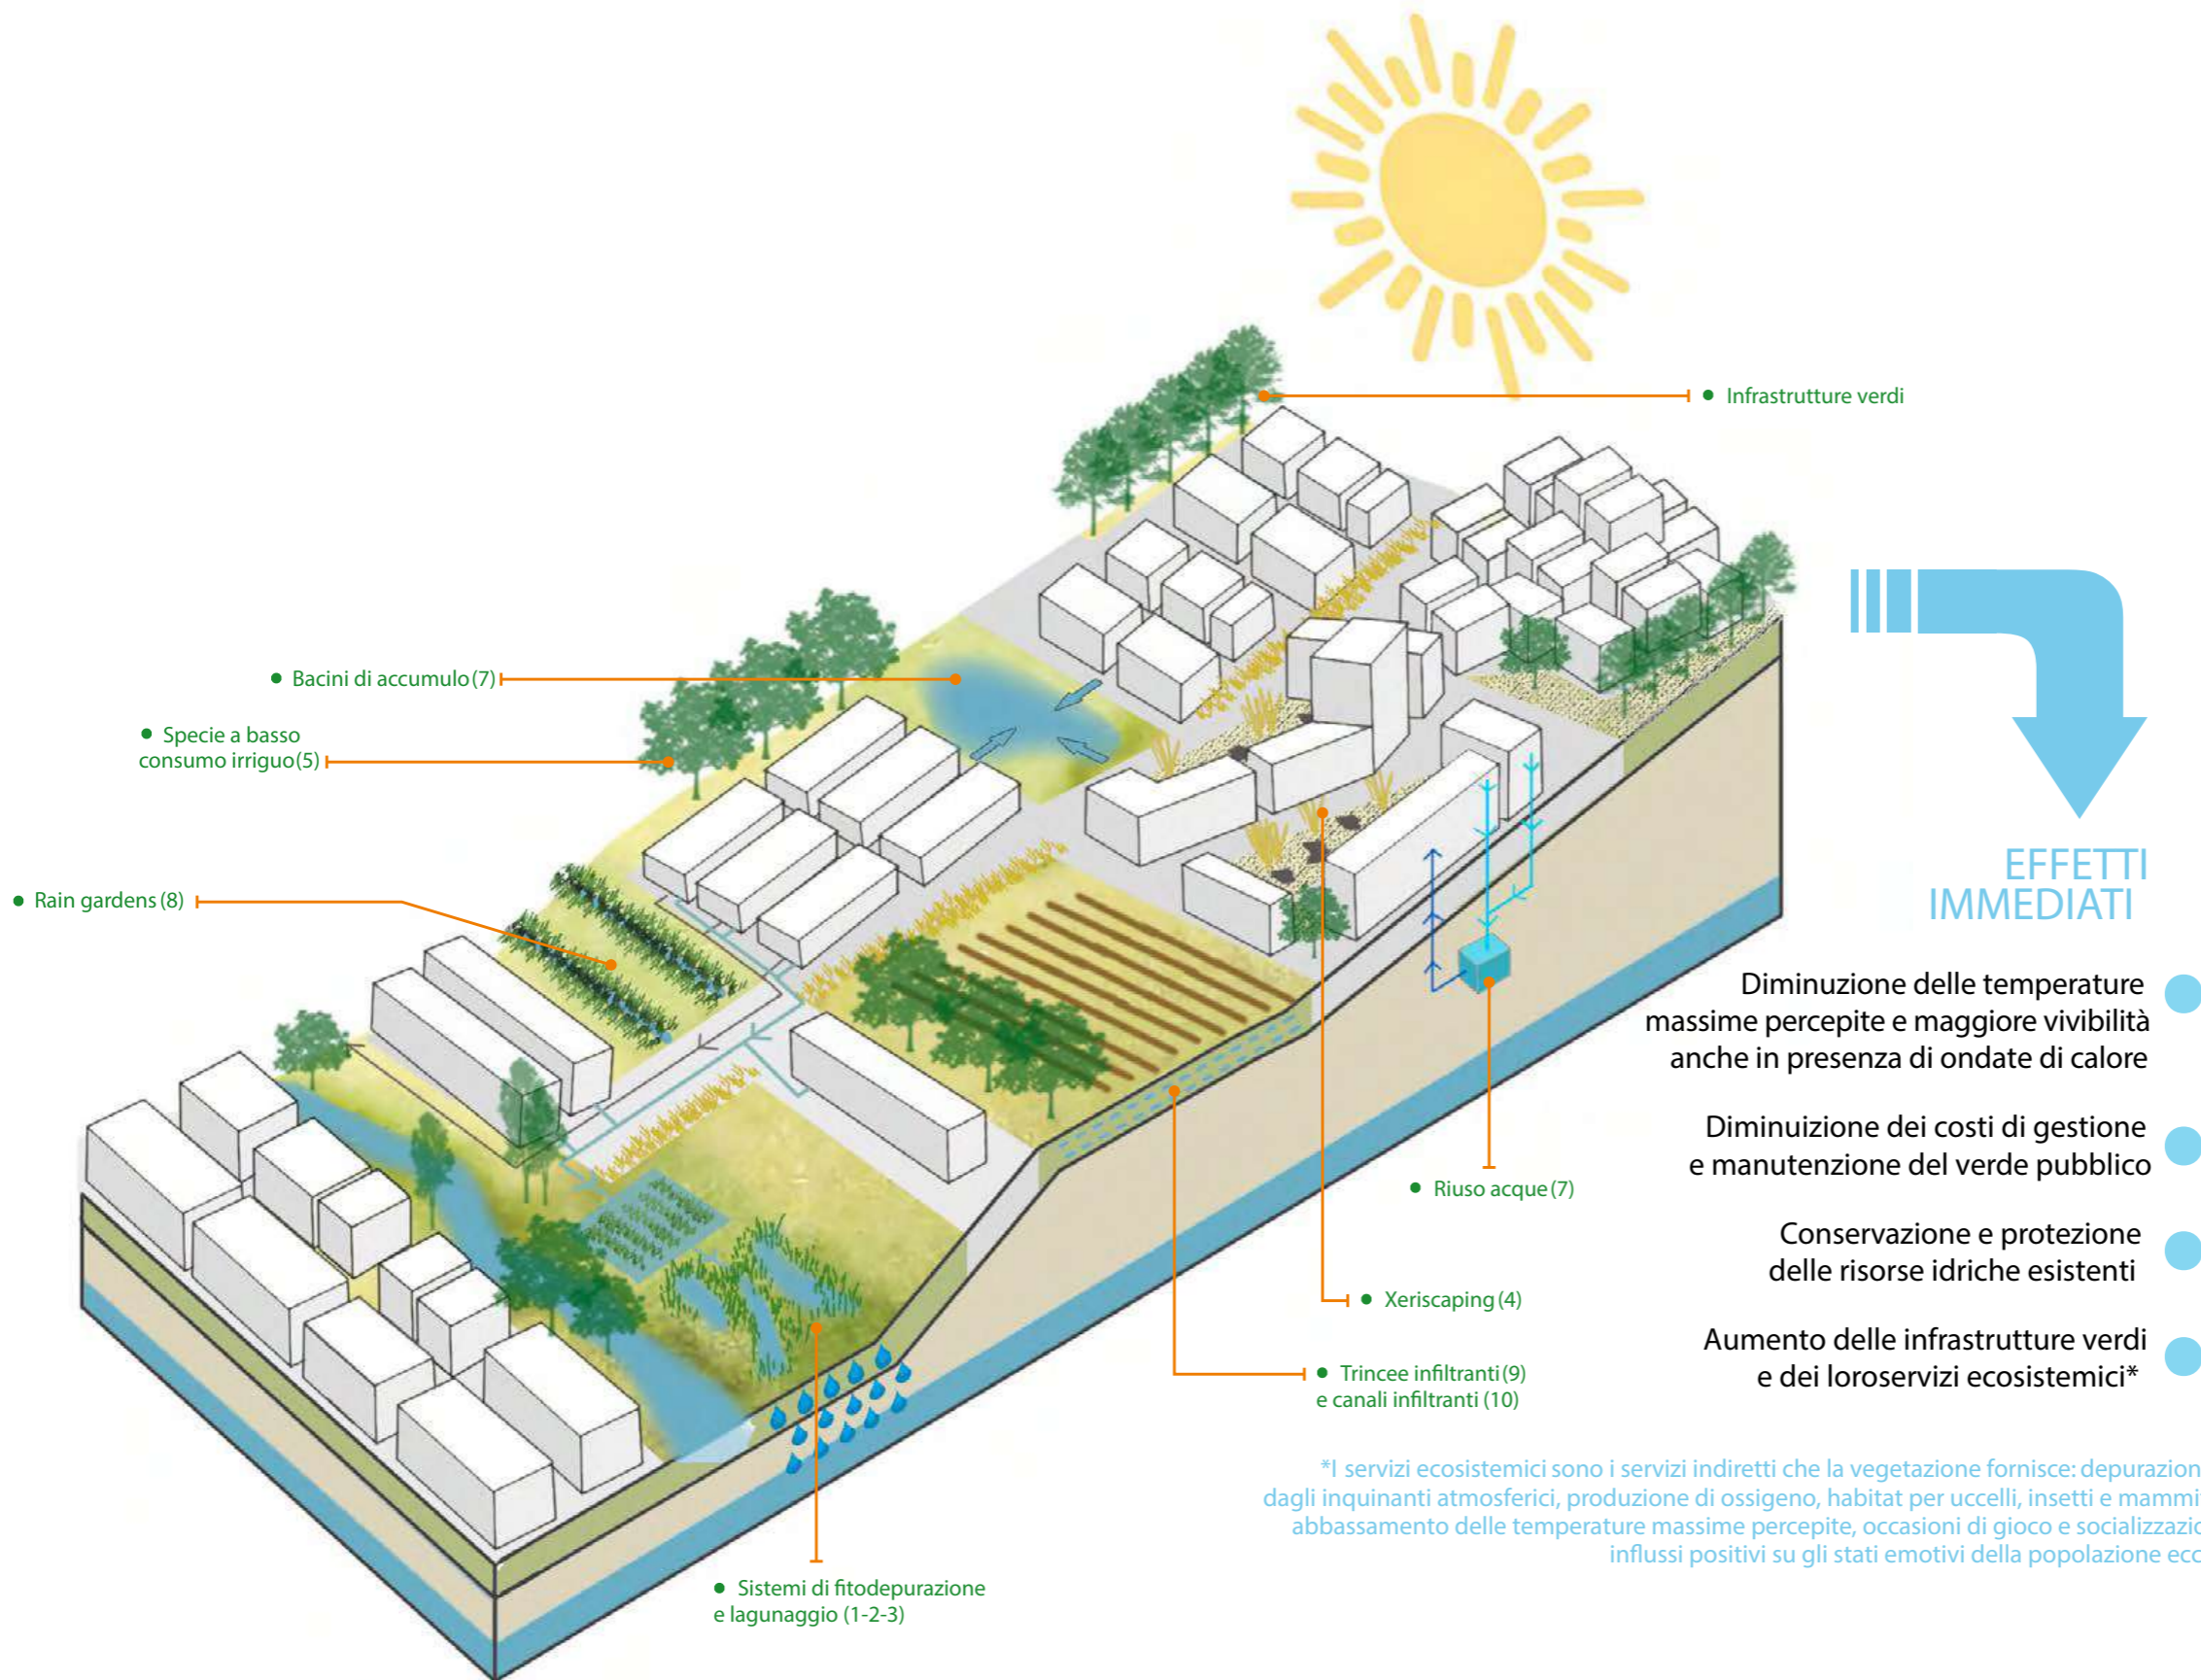 ● Infrastrutture verdi
● Bacini di accumulo (7)
● Specie a basso
consumo irriguo (5)
● Rain gardens (8)
EFFETTI
IMMEDIATI
Diminuzione delle temperature
massime percepite e maggiore vivibilità
anche in presenza di ondate di calore
Diminuizione dei costi di gestione
e manutenzione del verde pubblico
● Riuso acque (7)
Conservazione e protezione
delle risorse idriche esistenti
● Xeriscaping (4)
Aumento delle infrastrutture verdi
e dei loroservizi ecosistemici*
● Trincee infiltranti (9)
e canali infiltranti (10)
*I servizi ecosistemici sono i servizi indiretti che la vegetazione fornisce: depurazion
dagli inquinanti atmosferici, produzione di ossigeno, habitat per uccelli, insetti e
abbassamento delle temperature massime percepite, occasioni di gioco e
influssi positivi su gli stati emotivi della popolazione ecc
● Sistemi di fitodepurazione
e lagunaggio (1-2-3)